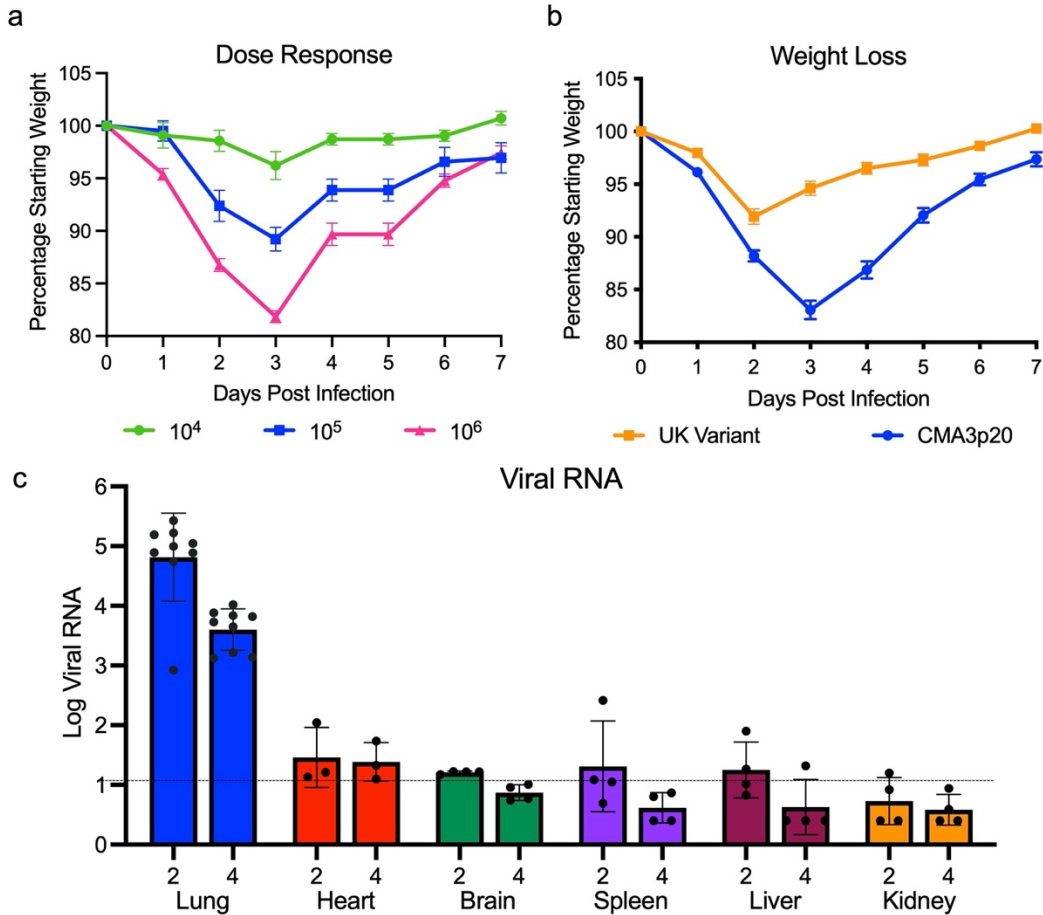 a
Dose Response
Percentage Starting Weight
105
100
95
90
85
80
0 1 2 3 4 5 6 7
Days Post Infection
10⁴ 10⁵ 10⁶
b
Weight Loss
Percentage Starting Weight
105
100
95
90
85
80
0 1 2 3 4 5 6 7
Days Post Infection
UK Variant CMA3p20
c
Viral RNA
Log Viral RNA
6
5
4
3
2
1
0
2 4 2 4 2 4 2 4 2 4 2 4
Lung Heart Brain Spleen Liver Kidney